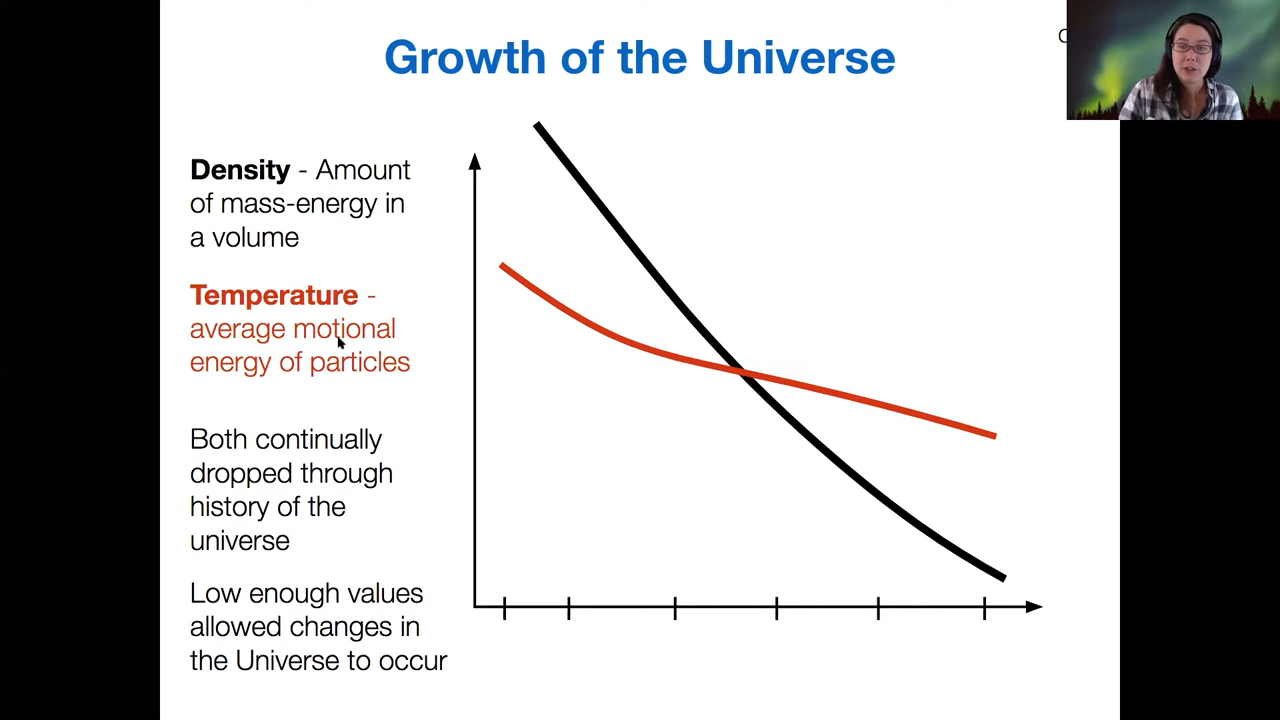 Growth of the Universe
Density - Amount
of mass-energy in
a volume
Temperature -
average motional
energy of particles
Both continually
dropped through
history of the
universe
Low enough values
allowed changes in
the Universe to occur